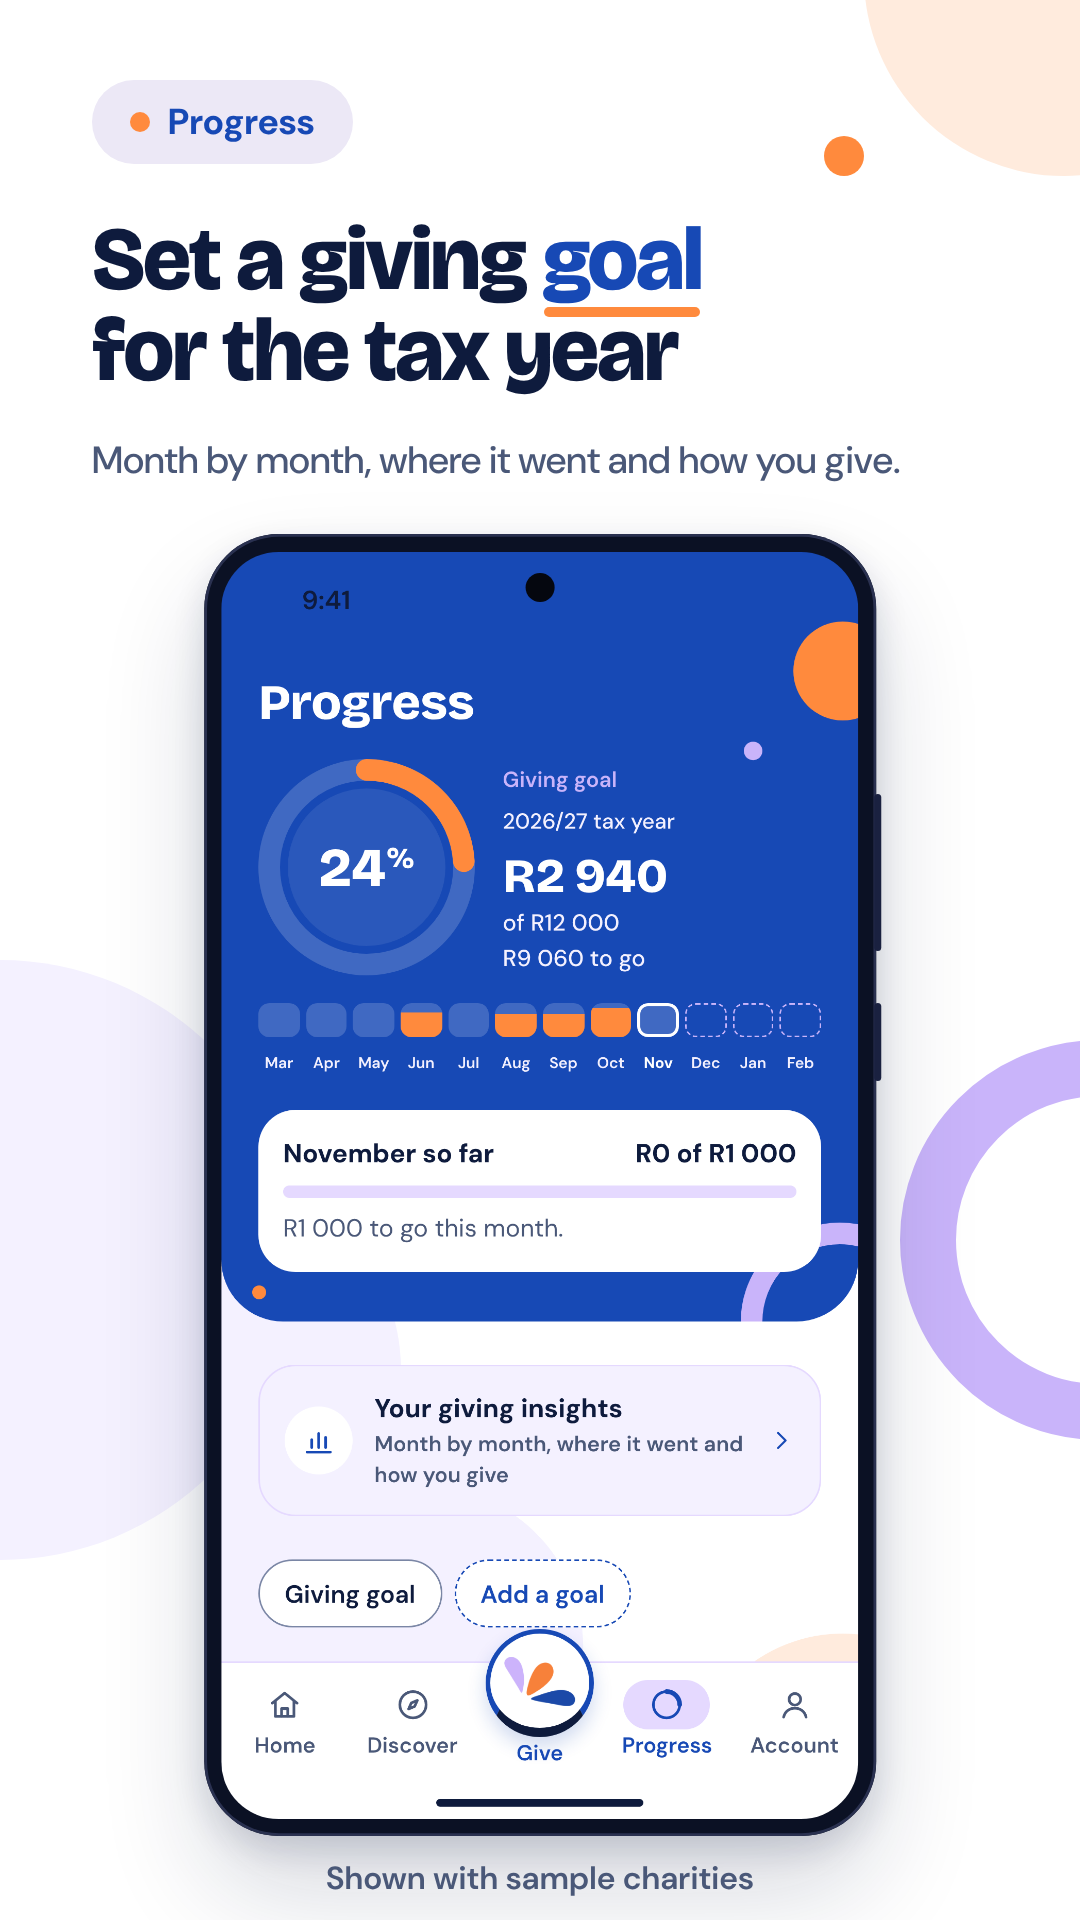 Progress
Set a giving goal
for the tax year
Month by month, where it went and how you give.
9:41
Progress
24%
Giving goal
2026/27 tax year
R2 940
of R12 000
R9 060 to go
Mar Apr May Jun Jul Aug Sep Oct Nov Dec Jan Feb
November so far R0 of R1 000
R1 000 to go this month.
Your giving insights
Month by month, where it went and
how you give
Giving goal Add a goal
Home Discover Give Progress Account
Shown with sample charities